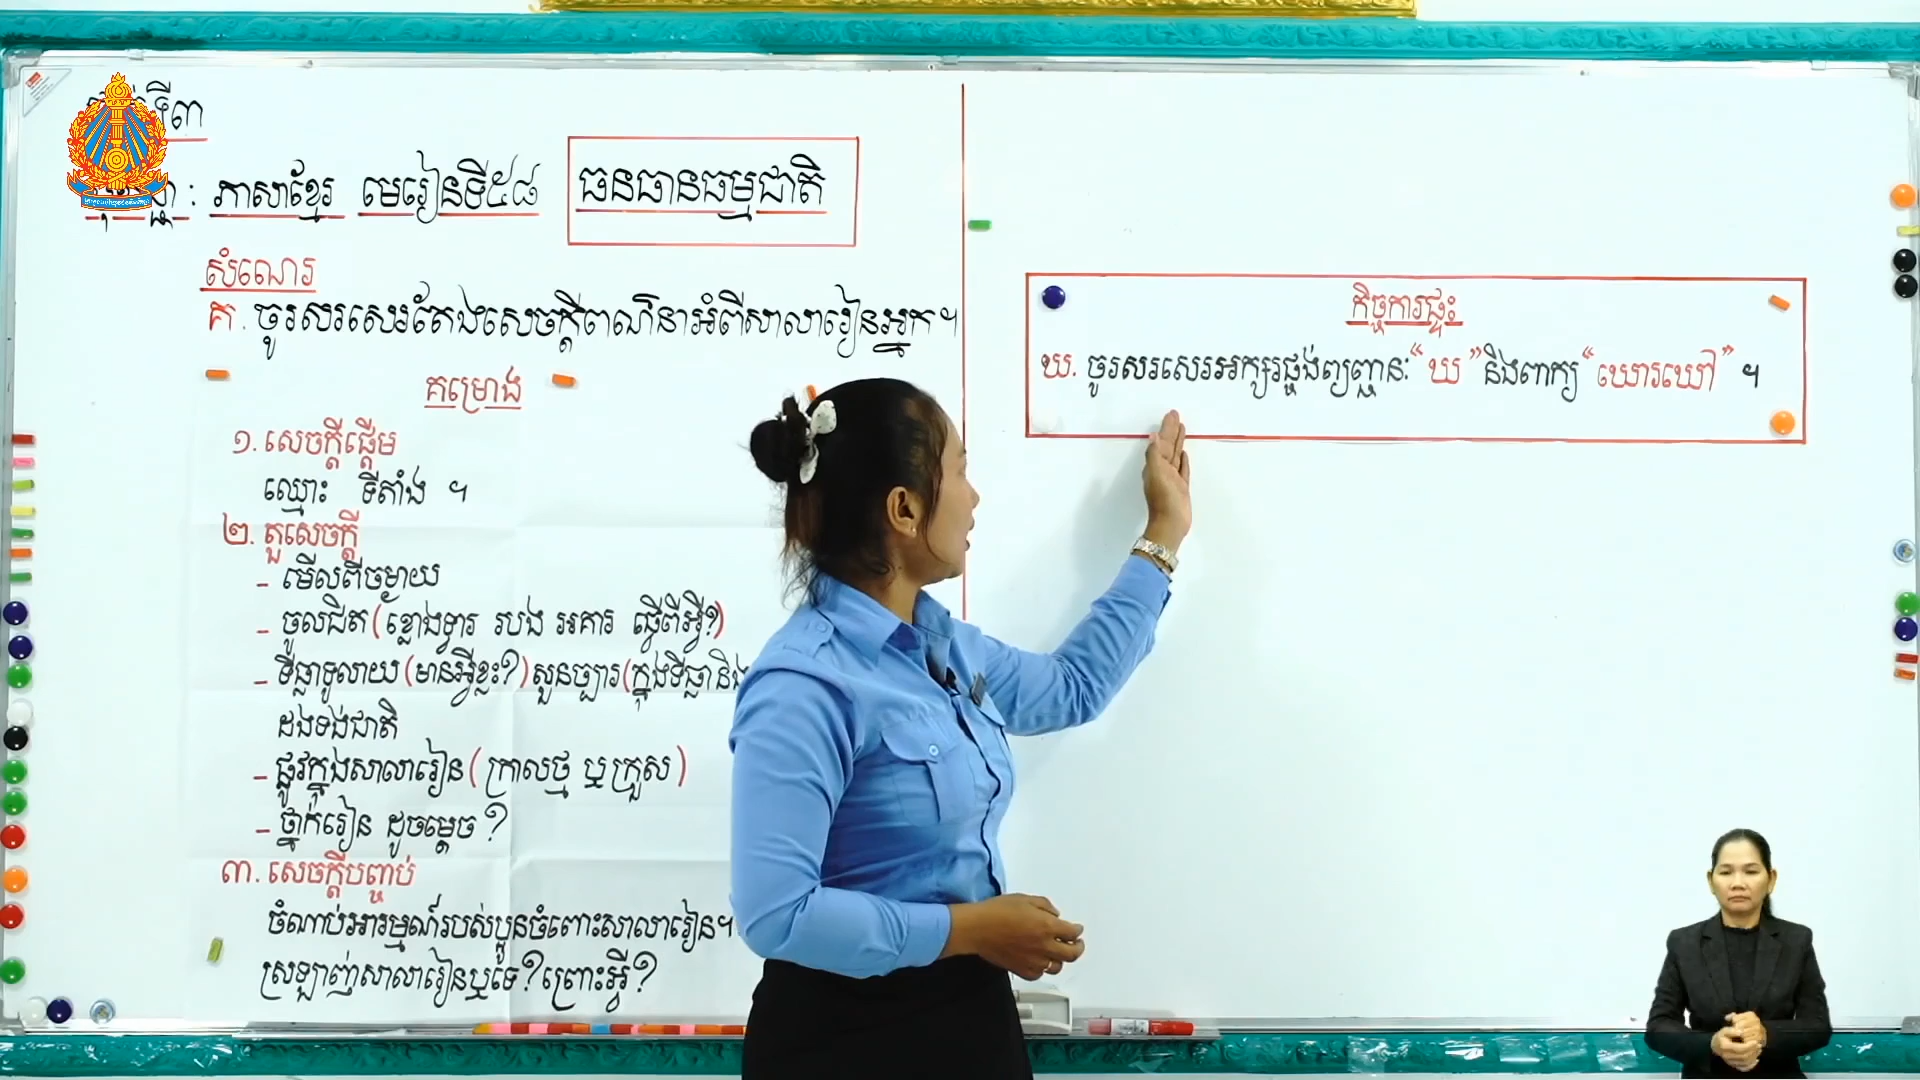 ទី៣
: ភាសាខ្មែរ មេរៀនទី៥៨ ធនធានធម្មជាតិ
សំណេរ
គ. ចូរសរសេរតែងសេចក្ដីពណ៌នាអំពីសាលារៀនអ្នក។
គម្រោង
១. សេចក្ដីផ្ដើម
ឈ្មោះ ទីតាំង ។
២. តួសេចក្ដី
- មើលពីចម្ងាយ
- ចូលជិត (ខ្លោងទ្វារ របង អគារ ធ្វើពីអ្វី?)
- ទីធ្លាទូលាយ (មានអ្វីខ្លះ?) សួនច្បារ (ក្នុងទីធ្លានិង
ដងទង់ជាតិ
- ផ្លូវក្នុងសាលារៀន (ក្រាលថ្ម ឬ ក្រួស)
- ថ្នាក់រៀន ដូចម្ដេច?
៣. សេចក្ដីបញ្ចប់
ចំណាប់អារម្មណ៍របស់ប្អូនចំពោះសាលារៀន។
ស្រឡាញ់សាលារៀនឬទេ? ព្រោះអ្វី?
កិច្ចការផ្ទះ
ឃ. ចូរសរសេរអក្សរផ្ចង់ព្យញ្ជនៈ “ឃ” និងពាក្យ “ឃោរឃៅ” ។